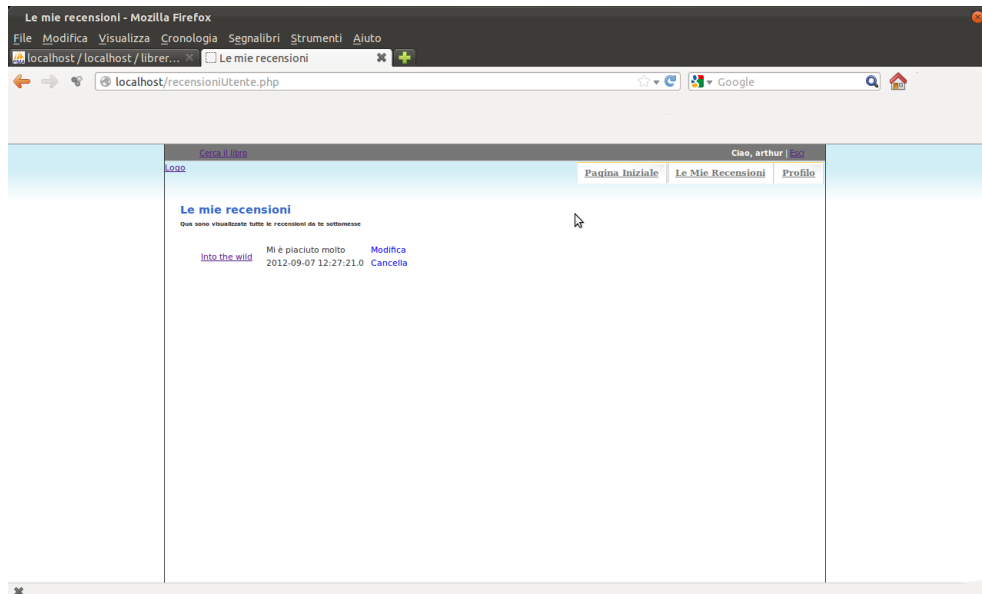 Le mie recensioni - Mozilla Firefox
File Modifica Visualizza Cronologia Segnalibri Strumenti Aiuto
localhost / localhost / librer... Le mie recensioni
localhost/recensioniUtente.php Google
Cerca il libro Ciao, arthur | Esci
Logo
Pagina Iniziale Le Mie Recensioni Profilo
Le mie recensioni
Qua sono visualizzate tutte le recensioni da te sottomesse
Into the wild
Mi è piaciuto molto Modifica
2012-09-07 12:27:21.0 Cancella